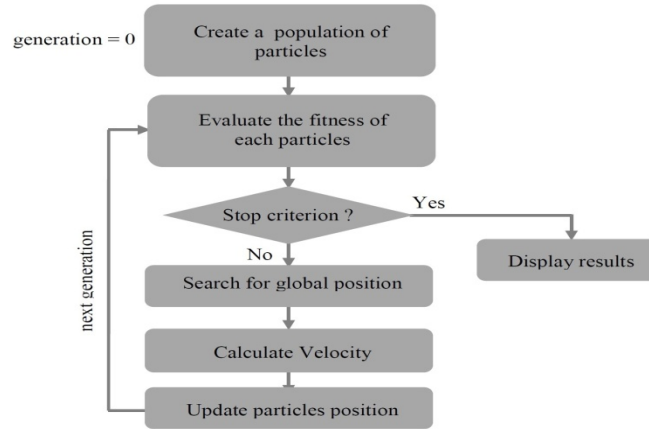 generation = 0
Create a population of
particles
Evaluate the fitness of
each particles
Stop criterion ?
Yes
No
Display results
Search for global position
next generation
Calculate Velocity
Update particles position